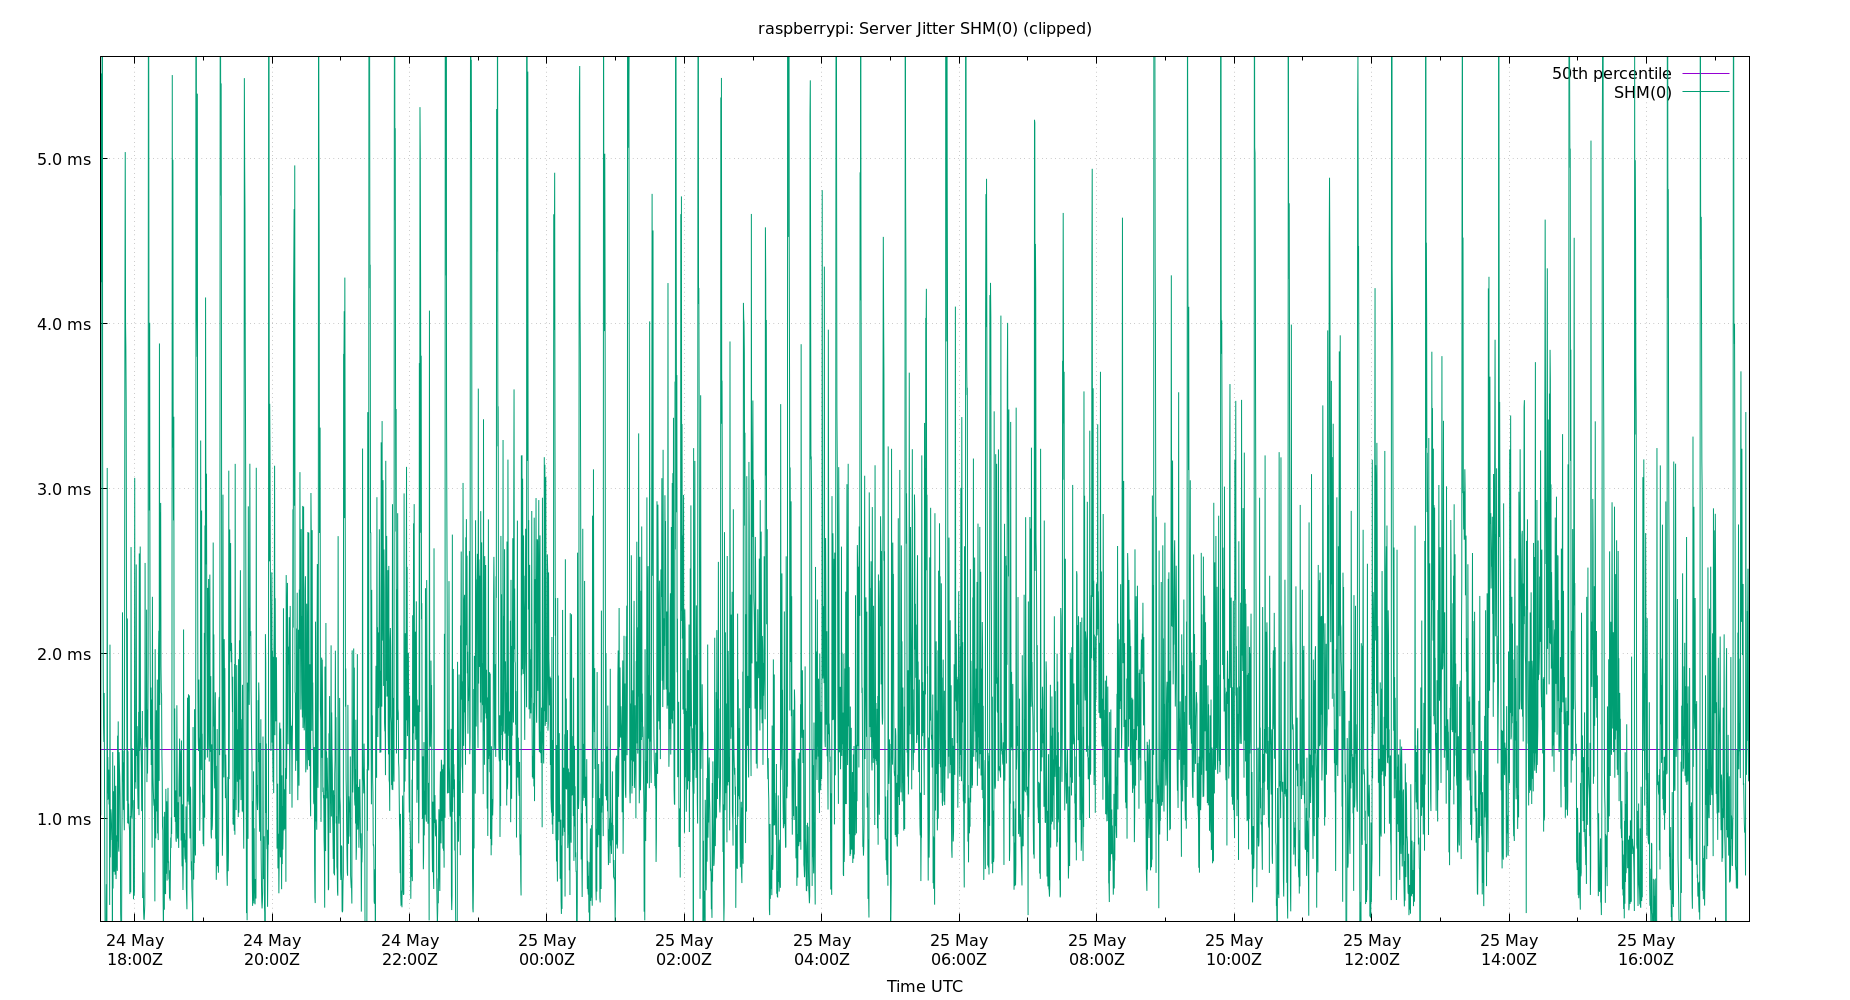 raspberrypi: Server Jitter SHM(0) (clipped)
50th percentile
SHM(0)
5.0 ms
4.0 ms
3.0 ms
2.0 ms
1.0 ms
24 May 24 May 24 May 25 May 25 May 25 May 25 May 25 May 25 May 25 May 25 May 25 May
18:00Z 20:00Z 22:00Z 00:00Z 02:00Z 04:00Z 06:00Z 08:00Z 10:00Z 12:00Z 14:00Z 16:00Z
Time UTC